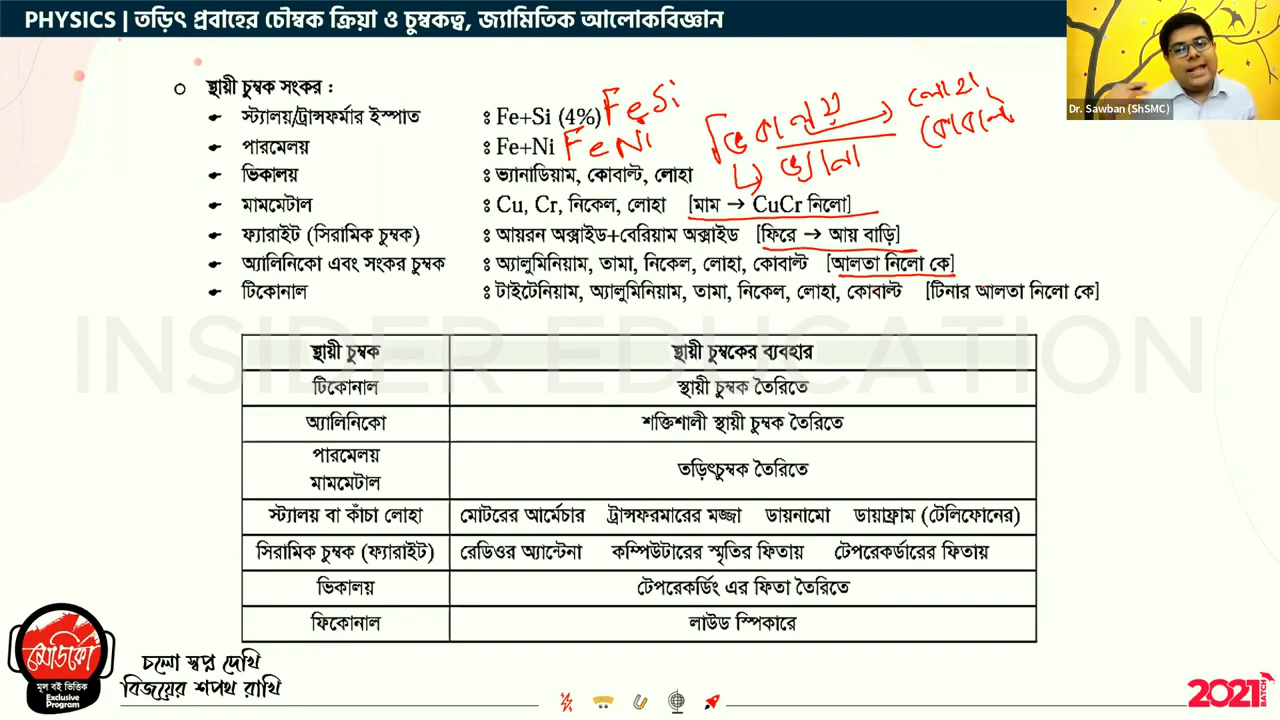 PHYSICS | তড়িৎ প্রবাহের চৌম্বক ক্রিয়া ও চুম্বকত্ব, জ্যামিতিক আলোকবিজ্ঞান
Dr. Sawban (ShSMC)
স্থায়ী চুম্বক সংকর :
স্ট্যালয়/ট্রান্সফর্মার ইস্পাত : Fe+Si (4%) FeSi
পারমেলয় : Fe+Ni FeNi
ভিকালয় লোহা
কোবাল্ট
ভ্যানা
ভিকালয় : ভ্যানাডিয়াম, কোবাল্ট, লোহা
মামমেটাল : Cu, Cr, নিকেল, লোহা [মাম → CuCr নিলো]
ফ্যারাইট (সিরামিক চুম্বক) : আয়রন অক্সাইড+বেরিয়াম অক্সাইড [ফিরে → আয় বাড়ি]
অ্যালিনিকো এবং সংকর চুম্বক : অ্যালুমিনিয়াম, তামা, নিকেল, লোহা, কোবাল্ট [আলতা নিলো কে]
টিকোনাল : টাইটেনিয়াম, অ্যালুমিনিয়াম, তামা, নিকেল, লোহা, কোবাল্ট [টিনার আলতা নিলো কে]
INSIDER EDUCATION
স্থায়ী চুম্বক স্থায়ী চুম্বকের ব্যবহার
টিকোনাল স্থায়ী চুম্বক তৈরিতে
অ্যালিনিকো শক্তিশালী স্থায়ী চুম্বক তৈরিতে
পারমেলয়
মামমেটাল তড়িৎচুম্বক তৈরিতে
স্ট্যালয় বা কাঁচা লোহা মোটরের আর্মেচার ট্রান্সফরমারের মজ্জা ডায়নামো ডায়াফ্রাম (টেলিফোনের)
সিরামিক চুম্বক (ফ্যারাইট) রেডিওর অ্যান্টেনা কম্পিউটারের স্মৃতির ফিতায় টেপরেকর্ডারের ফিতায়
ভিকালয় টেপরেকর্ডিং এর ফিতা তৈরিতে
ফিকোনাল লাউড স্পিকারে
মেডিকো
মূল বই ভিত্তিক
Exclusive
Program
চলো স্বপ্ন দেখি
বিজয়ের শপথ রাখি
2021 BATCH